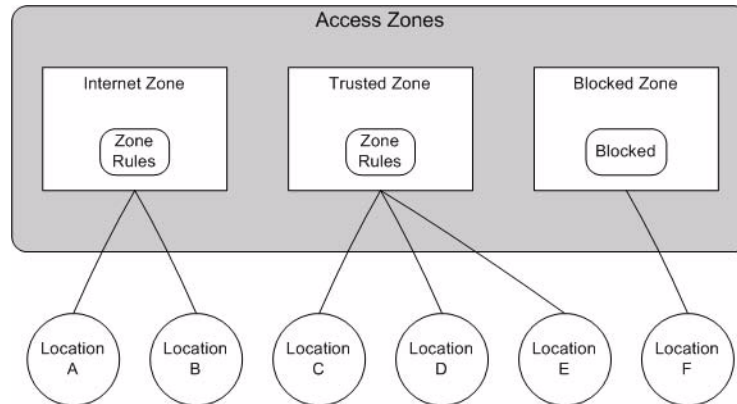 Access Zones
Internet Zone
Trusted Zone
Blocked Zone
Zone
Rules
Zone
Rules
Blocked
Location
A
Location
B
Location
C
Location
D
Location
E
Location
F